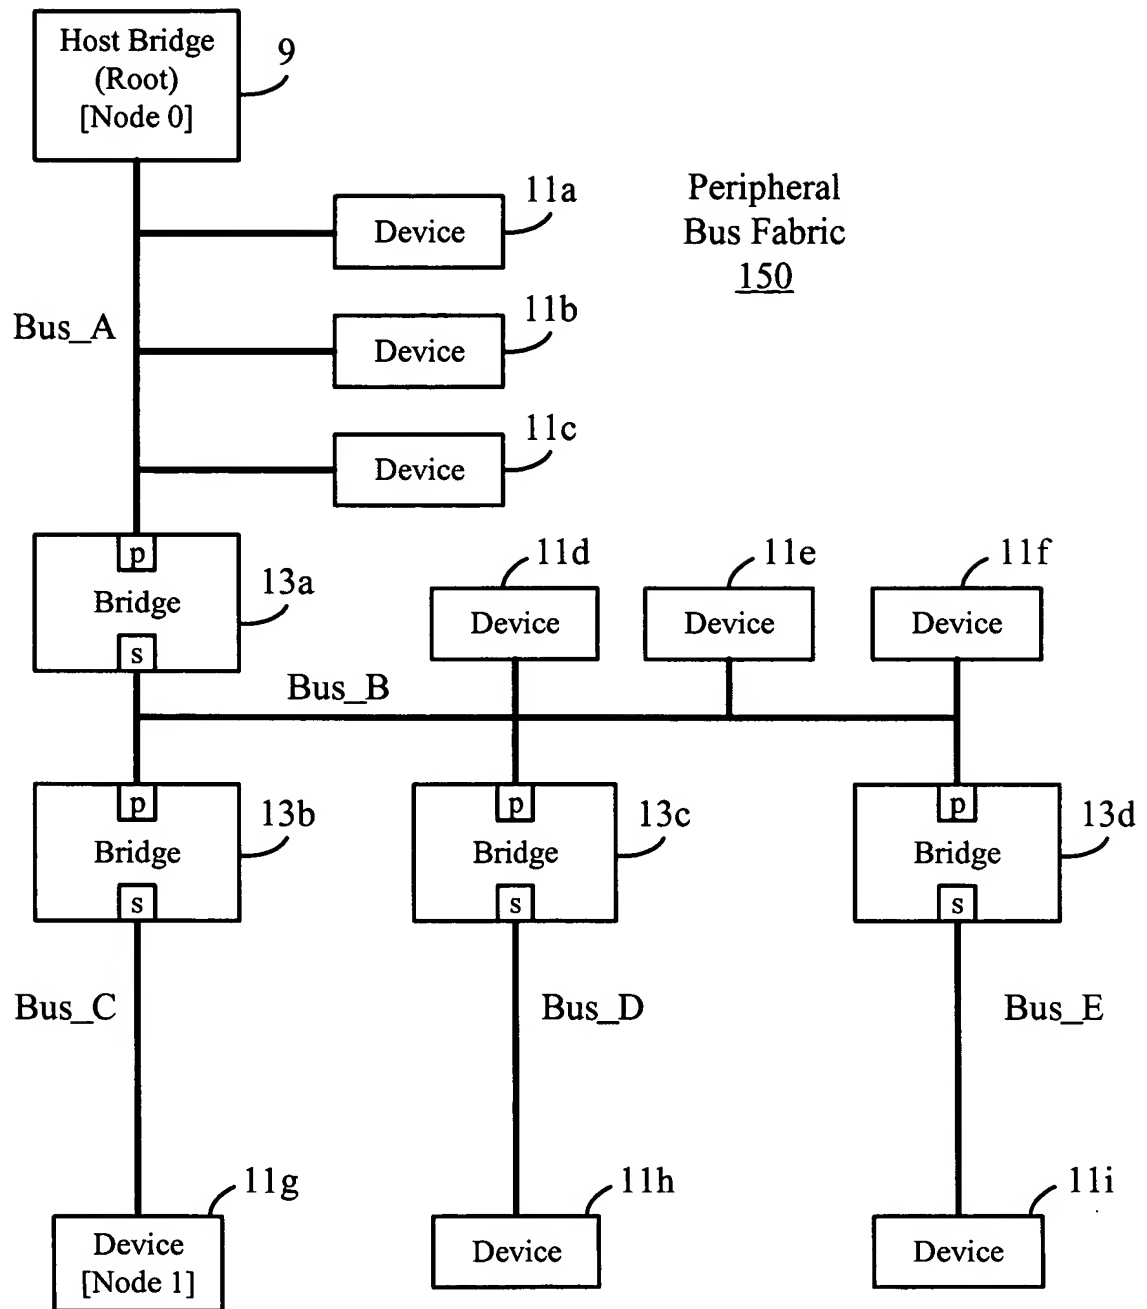 Host Bridge
(Root)
[Node 0]
9
11a
Device
Peripheral
Bus Fabric
150
11b
Device
Bus_A
11c
Device
p
Bridge
s
13a
11d
Device
11e
Device
11f
Device
Bus_B
p
Bridge
s
13b
p
Bridge
s
13c
p
Bridge
s
13d
Bus_C
Bus_D
Bus_E
11g
Device
[Node 1]
11h
Device
11i
Device